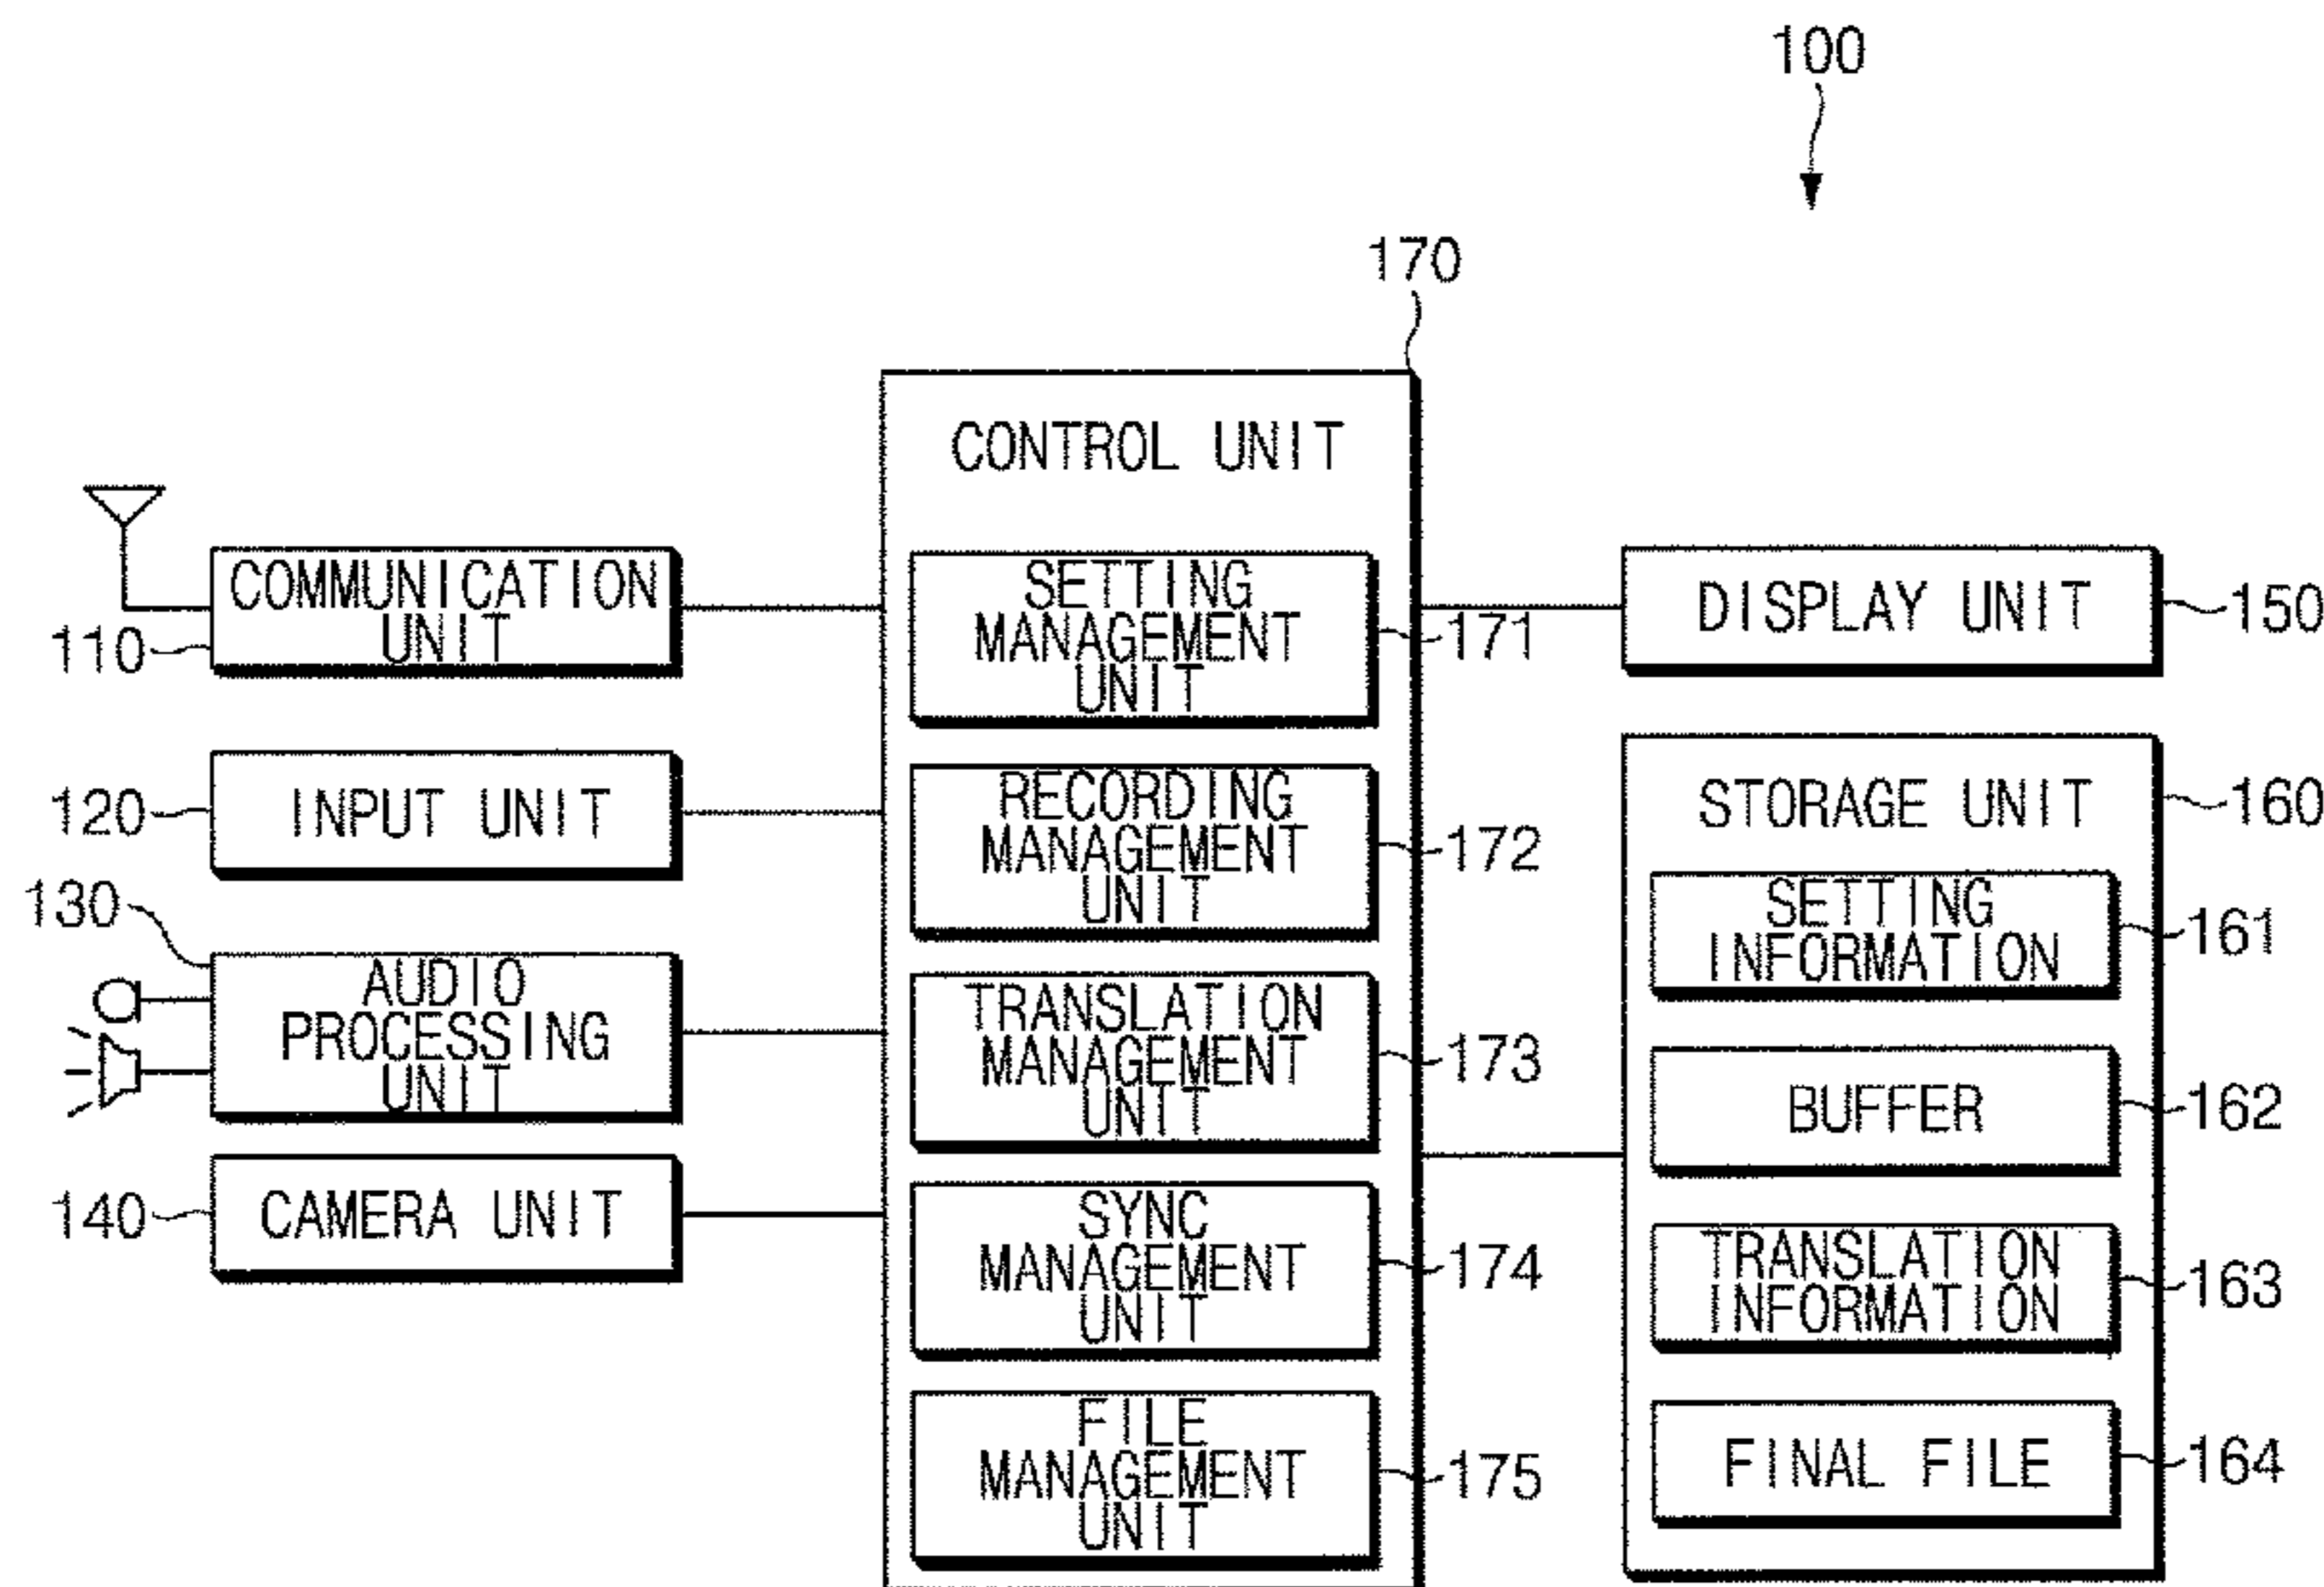 100
170
CONTROL UNIT
COMMUNICATION
UNIT
110
INPUT UNIT
120
130
AUDIO
PROCESSING
UNIT
CAMERA UNIT
140
SETTING
MANAGEMENT
UNIT
171
RECORDING
MANAGEMENT
UNIT
172
TRANSLATION
MANAGEMENT
UNIT
173
SYNC
MANAGEMENT
UNIT
174
FILE
MANAGEMENT
UNIT
175
DISPLAY UNIT
150
STORAGE UNIT
160
SETTING
INFORMATION
161
BUFFER
162
TRANSLATION
INFORMATION
163
FINAL FILE
164